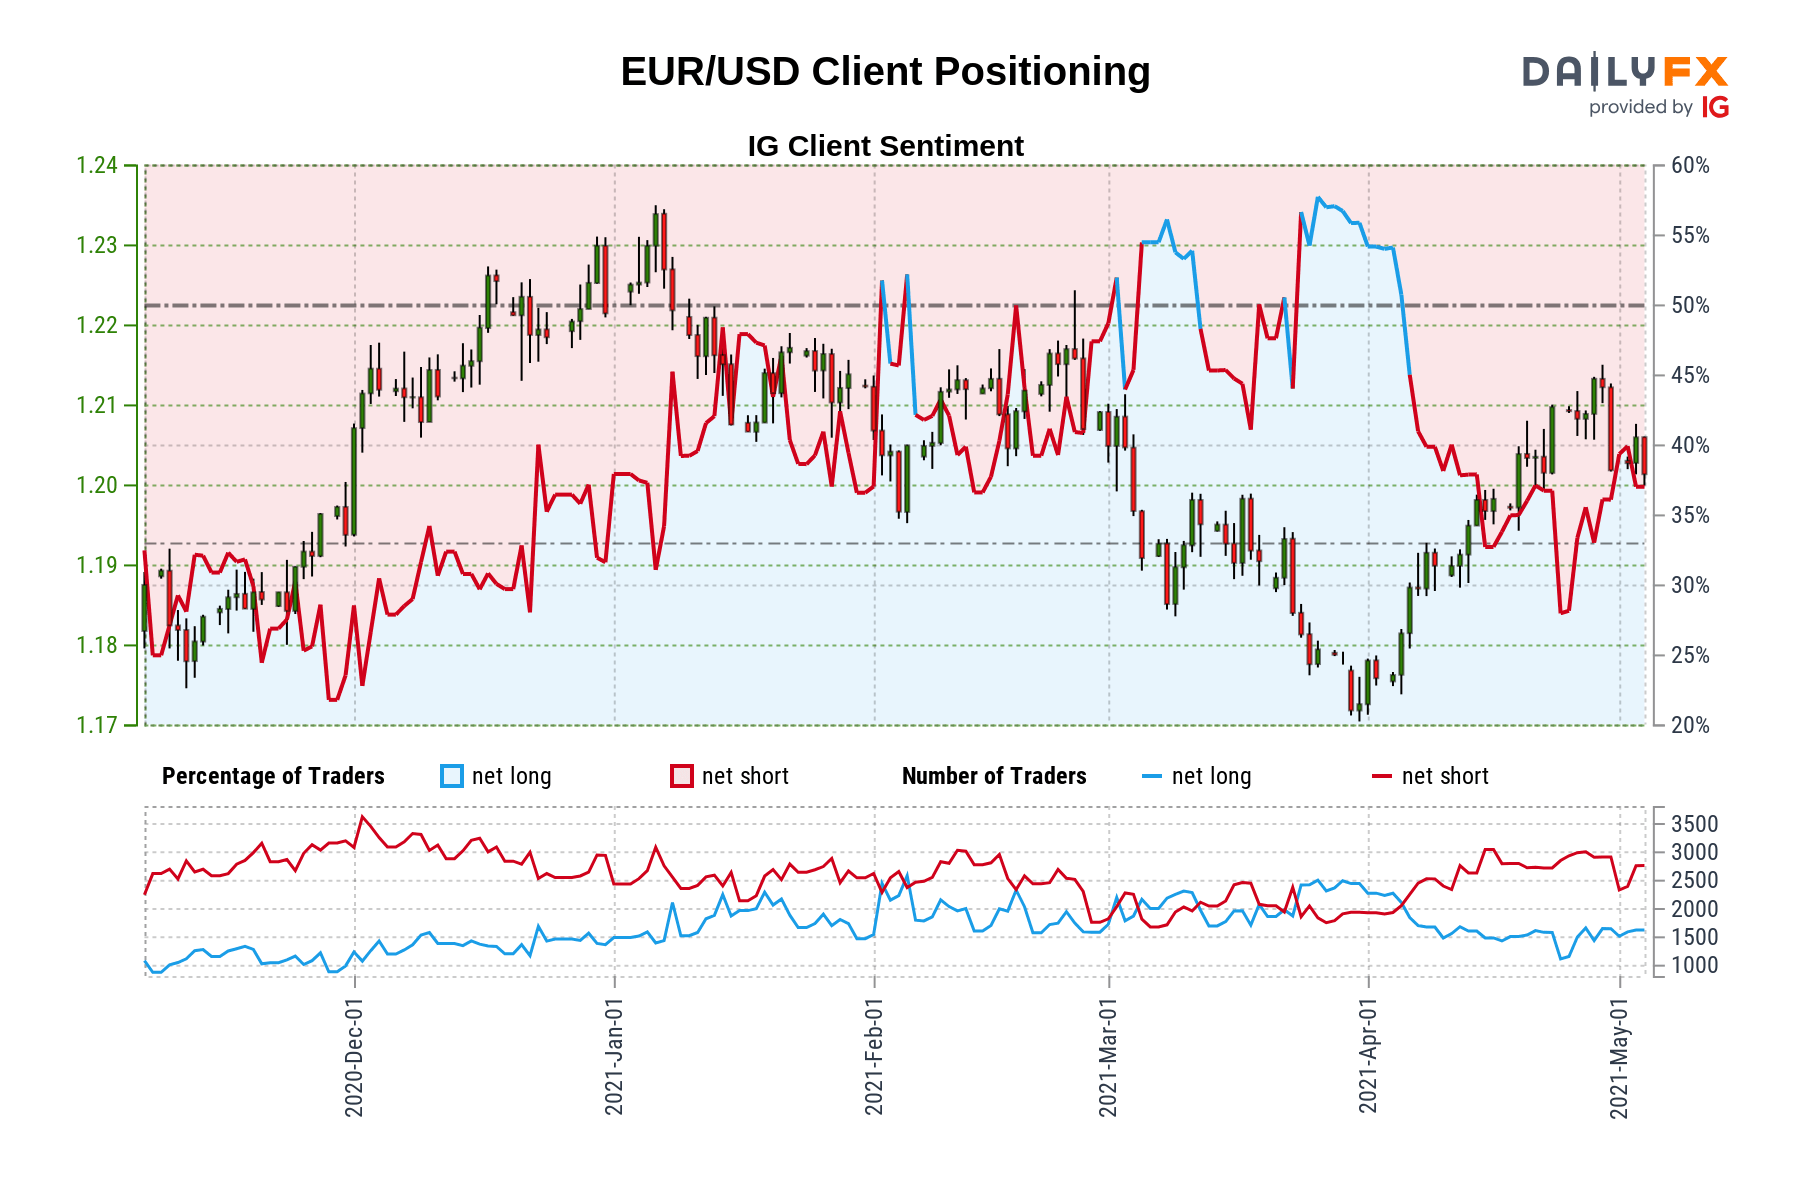 EUR/USD Client Positioning
DAILYFX
provided by IG
IG Client Sentiment
1.24
1.23
1.22
1.21
1.20
1.19
1.18
1.17
60%
55%
50%
45%
40%
35%
30%
25%
20%
Percentage of Traders net long net short Number of Traders net long net short
3500
3000
2500
2000
1500
1000
2020-Dec-01
2021-Jan-01
2021-Feb-01
2021-Mar-01
2021-Apr-01
2021-May-01